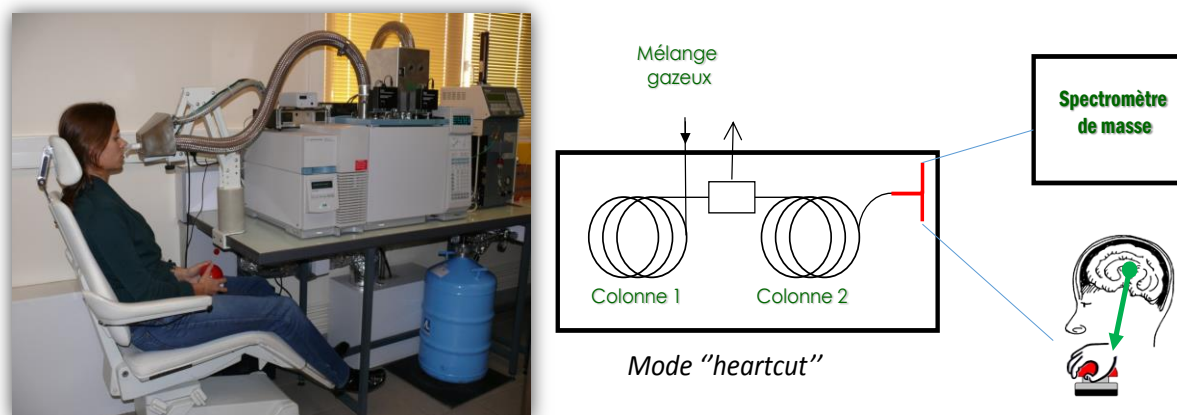 Mélange
gazeux
Spectromètre
de masse
Colonne 1
Colonne 2
Mode ‘‘heartcut’’